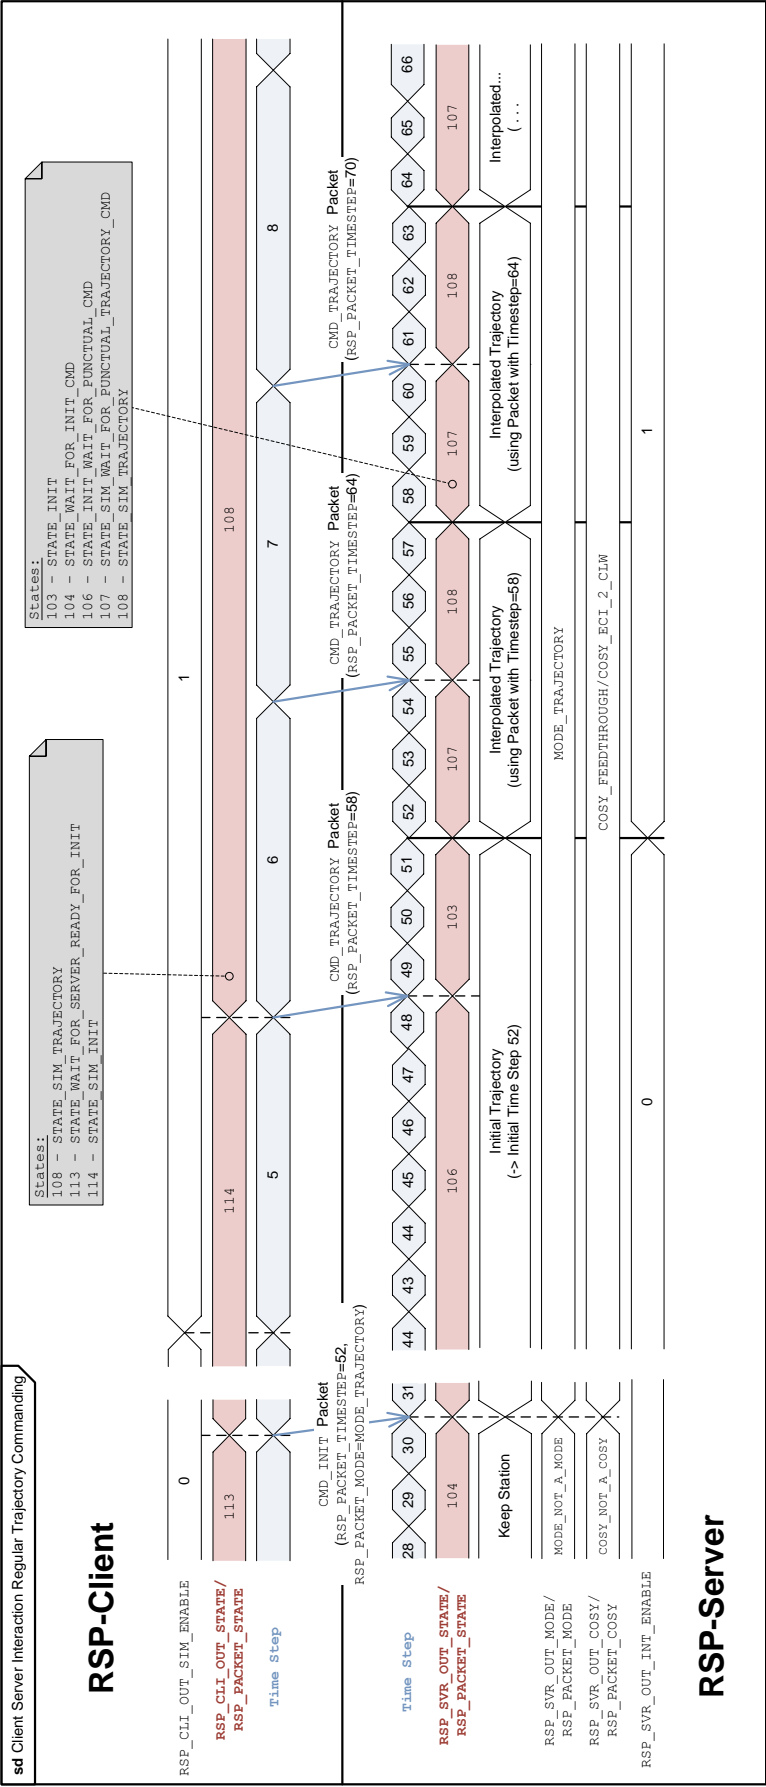 sd Client Server Interaction Regular Trajectory Commanding
RSP-Client
States:
108 - STATE_SIM_TRAJECTORY
113 - STATE_WAIT_FOR_SERVER_READY_FOR_INIT
114 - STATE_SIM_INIT
States:
103 - STATE_INIT
104 - STATE_WAIT_FOR_INIT_CMD
106 - STATE_INIT_WAIT_FOR_PUNCTUAL_CMD
107 - STATE_SIM_WAIT_FOR_PUNCTUAL_TRAJECTORY_CMD
108 - STATE_SIM_TRAJECTORY
RSP_CLI_OUT_SIM_ENABLE
0
1
RSP_CLI_OUT_STATE/
RSP_PACKET_STATE
113
114
108
Time Step
5
6
7
8
CMD_INIT Packet
(RSP_PACKET_TIMESTEP=52,
RSP_PACKET_MODE=MODE_TRAJECTORY)
CMD_TRAJECTORY Packet
(RSP_PACKET_TIMESTEP=58)
CMD_TRAJECTORY Packet
(RSP_PACKET_TIMESTEP=64)
CMD_TRAJECTORY Packet
(RSP_PACKET_TIMESTEP=70)
Time Step
28 29 30 31 44 43 44 45 46 47 48 49 50 51 52 53 54 55 56 57 58 59 60 61 62 63 64 65 66
RSP_SVR_OUT_STATE/
RSP_PACKET_STATE
104 106 103 107 108 107 108 107
Keep Station
Initial Trajectory
(-> Initial Time Step 52)
Interpolated Trajectory
(using Packet with Timestep=58)
Interpolated Trajectory
(using Packet with Timestep=64)
Interpolated...
(...
RSP_SVR_OUT_MODE/
RSP_PACKET_MODE
MODE_NOT_A_MODE
MODE_TRAJECTORY
RSP_SVR_OUT_COSY/
RSP_PACKET_COSY
COSY_NOT_A_COSY
COSY_FEEDTHROUGH/COSY_ECI_2_CLW
RSP_SVR_OUT_INT_ENABLE
0
1
RSP-Server